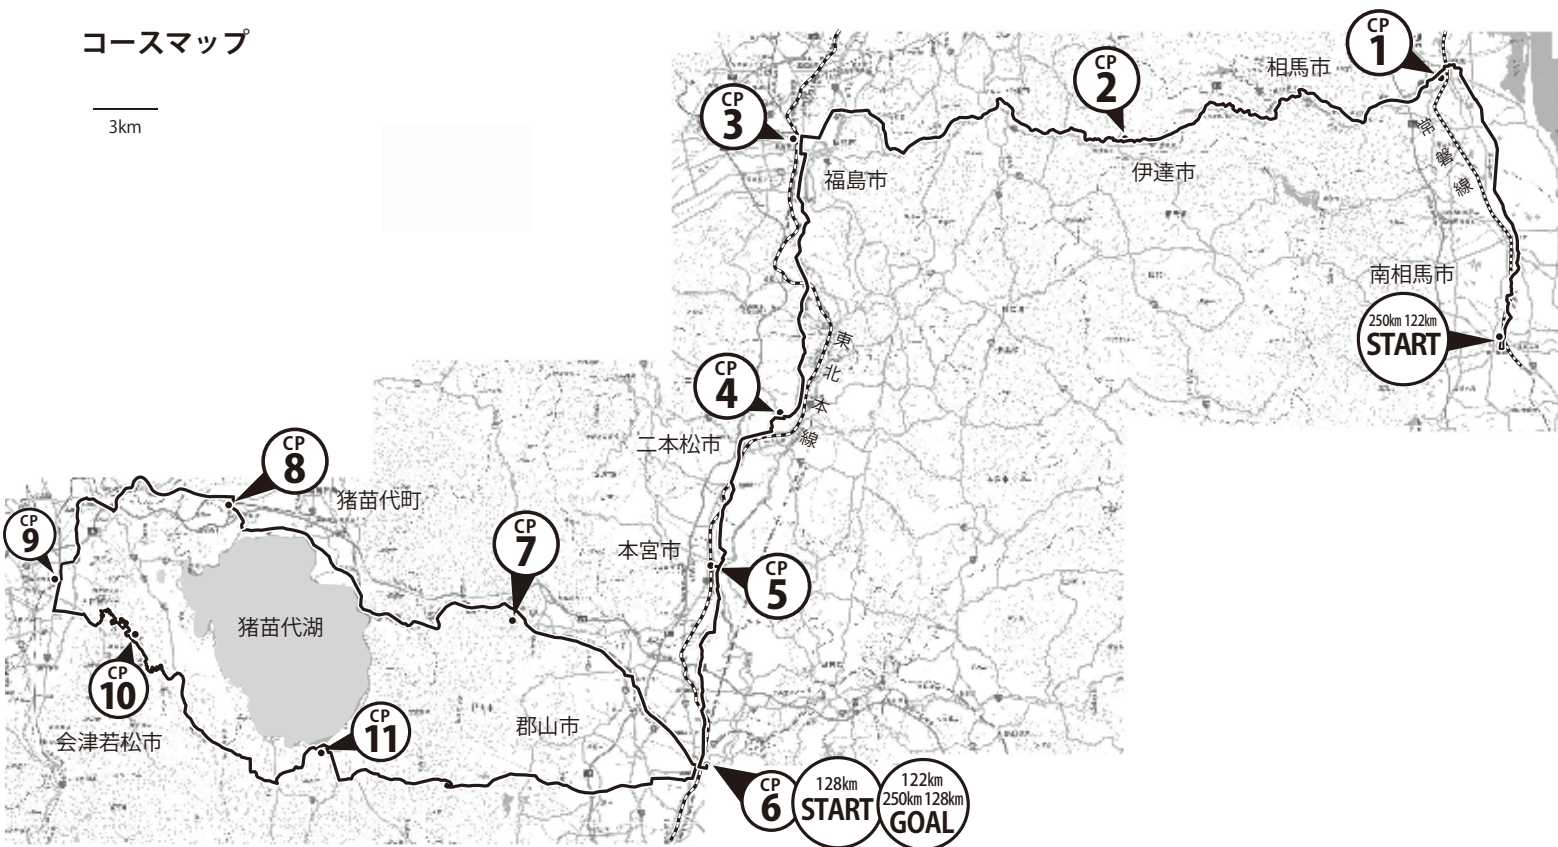 コースマップ
3km
CP
1
相馬市
CP
2
CP
3
常磐線
福島市
伊達市
南相馬市
250km 122km
START
東北本線
CP
4
二本松市
CP
8
猪苗代町
CP
9
CP
7
本宮市
CP
5
猪苗代湖
CP
10
会津若松市
CP
11
郡山市
CP
6
128km
START
122km
250km 128km
GOAL